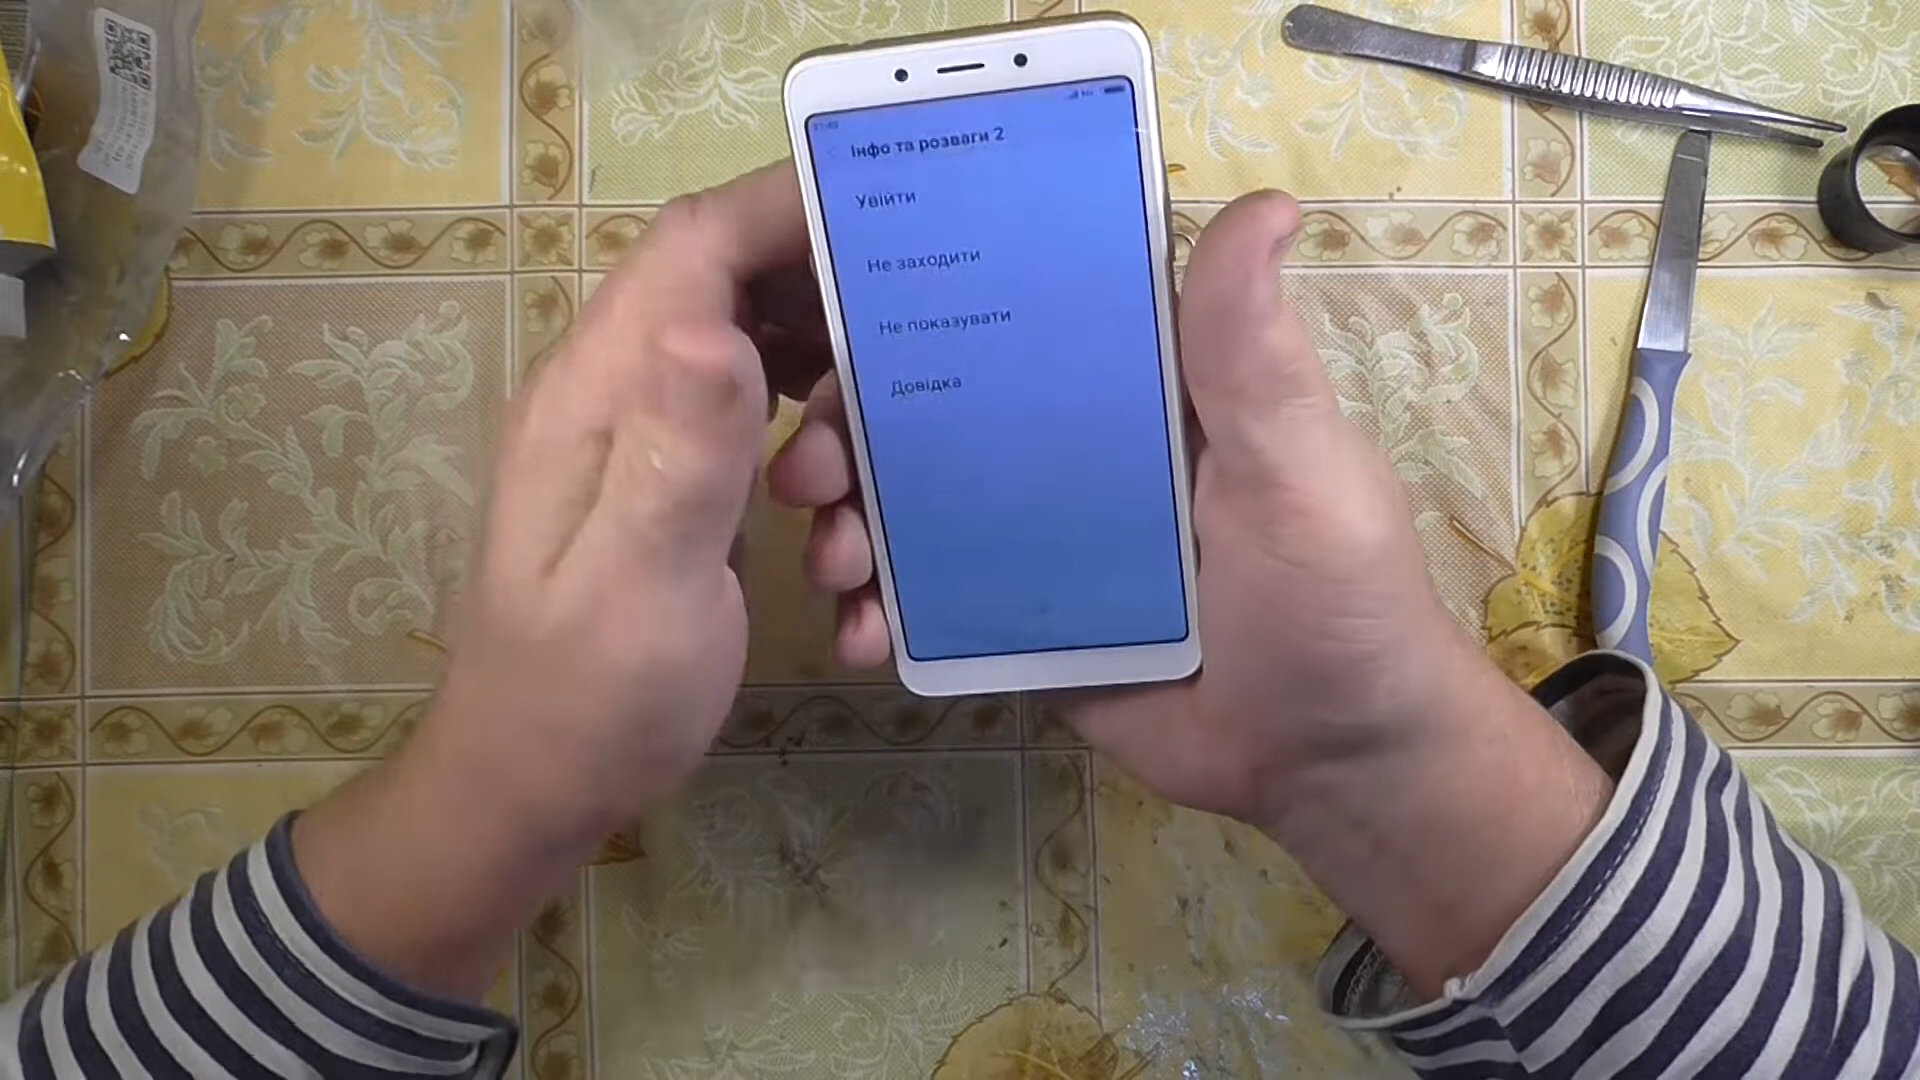 Інфо та розваги 2
Увійти
Не заходити
Не показувати
Довідка